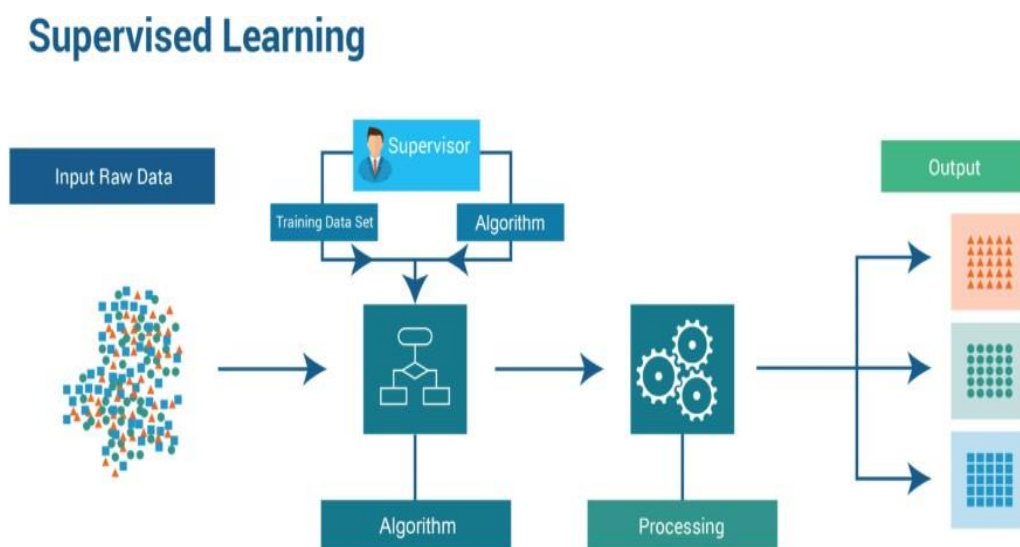 Supervised Learning
Input Raw Data
Supervisor
Training Data Set
Algorithm
Output
Algorithm
Processing